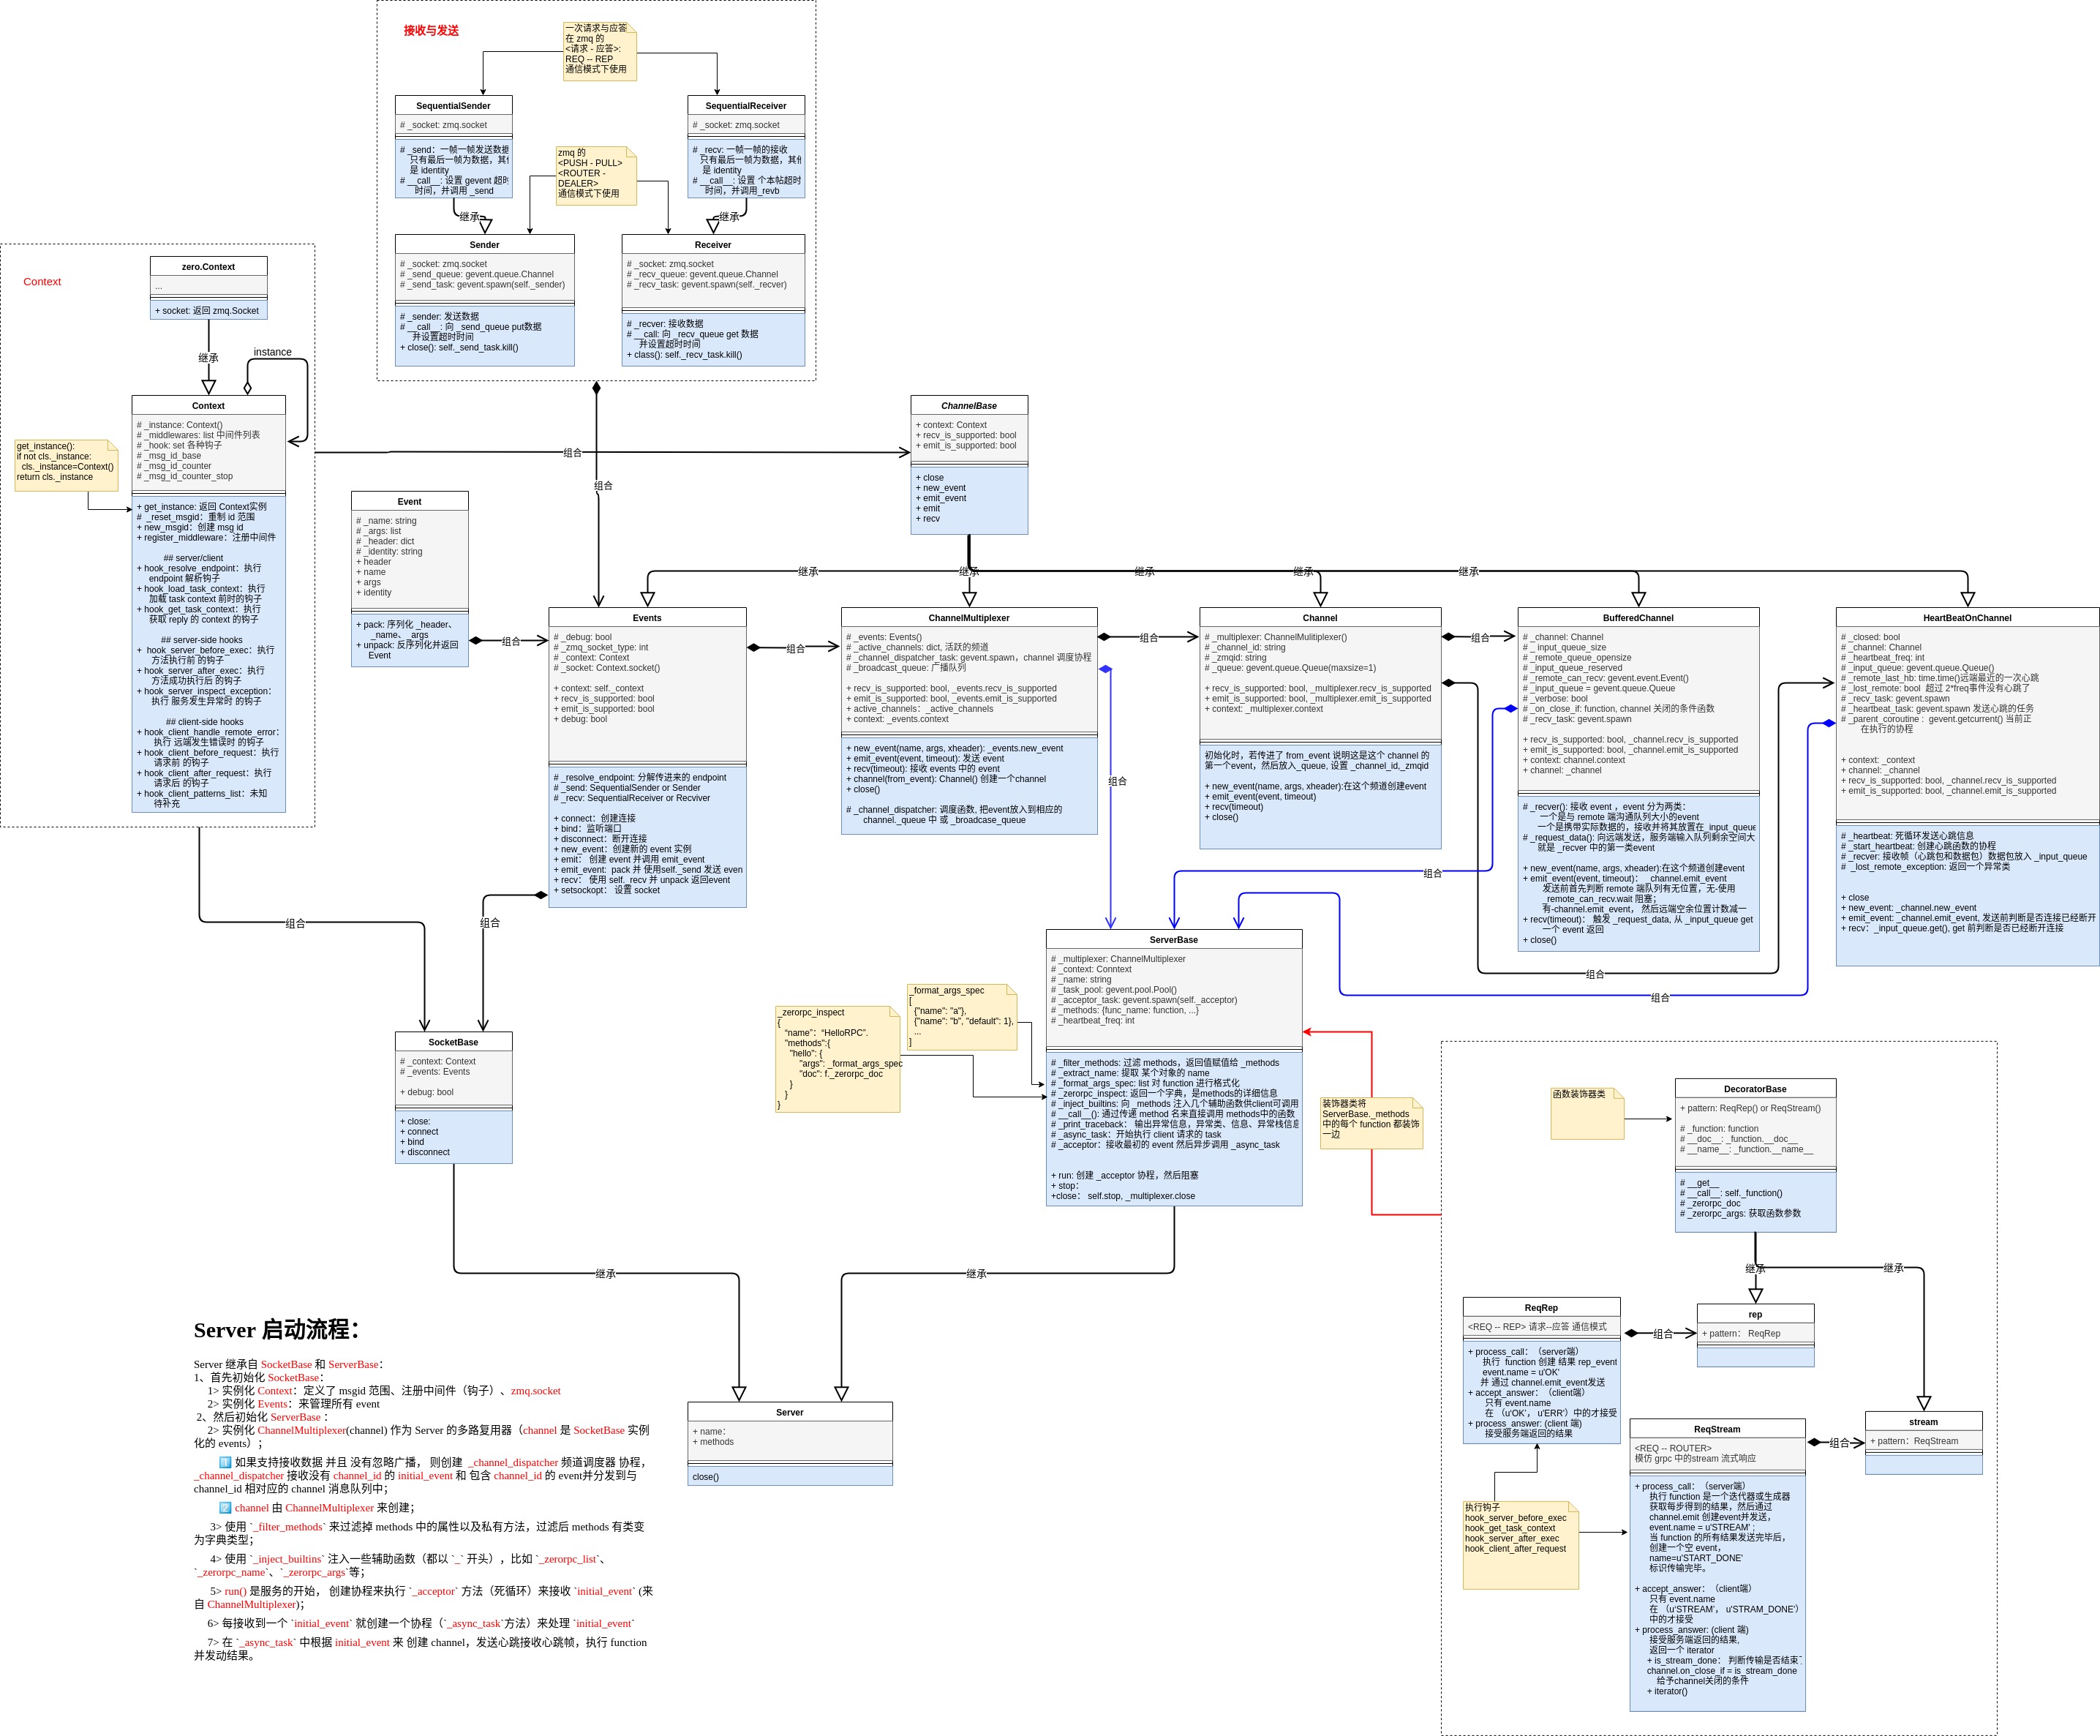 接收与发送
一次请求与应答
在 zmq 的
<请求 - 应答>:
REQ -- REP
通信模式下使用
SequentialSender
# _socket: zmq.socket
# _send：一帧一帧发送数据
只有最后一帧为数据，其他
是 identity
# __call__: 设置 gevent 超时
时间，并调用 _send
SequentialReceiver
# _socket: zmq.socket
# _recv: 一帧一帧的接收
只有最后一帧为数据，其他
是 identity
# __call__: 设置 个本帖超时
时间，并调用_revb
zmq 的
<PUSH - PULL>
<ROUTER -
DEALER>
通信模式下使用
继承
继承
Sender
# _socket: zmq.socket
# _send_queue: gevent.queue.Channel
# _send_task: gevent.spawn(self._sender)
# _sender: 发送数据
# __call__: 向 _send_queue put数据
并设置超时时间
+ close(): self._send_task.kill()
Receiver
# _socket: zmq.socket
# _recv_queue: gevent.queue.Channel
# _recv_task: gevent.spawn(self._recver)
# _recver: 接收数据
# __call: 向 _recv_queue get 数据
并设置超时时间
+ class(): self._recv_task.kill()
Context
zero.Context
...
+ socket: 返回 zmq.Socket
继承
instance
Context
# _instance: Context()
# _middlewares: list 中间件列表
# _hook: set 各种钩子
# _msg_id_base
# _msg_id_counter
# _msg_id_counter_stop
+ get_instance: 返回 Context实例
# _reset_msgid：重制 id 范围
+ new_msgid：创建 msg id
+ register_middleware：注册中间件
## server/client
+ hook_resolve_endpoint：执行
endpoint 解析钩子
+ hook_load_task_context：执行
加载 task context 前时的钩子
+ hook_get_task_context：执行
获取 reply 的 context 的钩子
## server-side hooks
+ hook_server_before_exec：执行
方法执行前 的钩子
+ hook_server_after_exec：执行
方法成功执行后 的钩子
+ hook_server_inspect_exception：
执行 服务发生异常时 的钩子
## client-side hooks
+ hook_client_handle_remote_error：
执行 远端发生错误时 的钩子
+ hook_client_before_request：执行
请求前 的钩子
+ hook_client_after_request：执行
请求后 的钩子
+ hook_client_patterns_list：未知
待补充
get_instance():
if not cls._instance:
cls._instance=Context()
return cls._instance
组合
组合
ChannelBase
+ context: Context
+ recv_is_supported: bool
+ emit_is_supported: bool
+ close
+ new_event
+ emit_event
+ emit
+ recv
继承
继承
继承
继承
继承
Event
# _name: string
# _args: list
# _header: dict
# _identity: string
+ header
+ name
+ args
+ identity
+ pack: 序列化 _header、
_name、_args
+ unpack: 反序列化并返回
Event
组合
Events
# _debug: bool
# _zmq_socket_type: int
# _context: Context
# _socket: Context.socket()
+ context: self._context
+ recv_is_supported: bool
+ emit_is_supported: bool
+ debug: bool
# _resolve_endpoint: 分解传进来的 endpoint
# _send: SequentialSender or Sender
# _recv: SequentialReceiver or Recviver
+ connect：创建连接
+ bind：监听端口
+ disconnect：断开连接
+ new_event：创建新的 event 实例
+ emit： 创建 event 并调用 emit_event
+ emit_event: pack 并 使用self._send 发送 even
+ recv： 使用 self._recv 并 unpack 返回event
+ setsockopt： 设置 socket
组合
ChannelMultiplexer
# _events: Events()
# _active_channels: dict, 活跃的频道
# _channel_dispatcher_task: gevent.spawn，channel 调度协程
# _broadcast_queue: 广播队列
+ recv_is_supported: bool, _events.recv_is_supported
+ emit_is_supported: bool, _events.emit_is_supported
+ active_channels：_active_channels
+ context: _events.context
+ new_event(name, args, xheader): _events.new_event
+ emit_event(event, timeout): 发送 event
+ recv(timeout): 接收 events 中的 event
+ channel(from_event): Channel() 创建一个channel
+ close()
# _channel_dispatcher: 调度函数, 把event放入到相应的
channel._queue 中 或 _broadcase_queue
组合
Channel
# _multiplexer: ChannelMulitiplexer()
# _channel_id: string
# _zmqid: string
# _queue: gevent.queue.Queue(maxsize=1)
+ recv_is_supported: bool, _multiplexer.recv_is_supported
+ emit_is_supported: bool, _multiplexer.emit_is_supported
+ context: _multiplexer.context
初始化时，若传进了 from_event 说明这是这个 channel 的
第一个event，然后放入_queue, 设置 _channel_id,_zmqid
+ new_event(name, args, xheader):在这个频道创建event
+ emit_event(event, timeout)
+ recv(timeout)
+ close()
组合
BufferedChannel
# _channel: Channel
# _ input_queue_size
# _remote_queue_opensize
# _input_queue_reserved
# _remote_can_recv: gevent.event.Event()
# _input_queue = gevent.queue.Queue
# _verbose: bool
# _on_close_if: function, channel 关闭的条件函数
# _recv_task: gevent.spawn
+ recv_is_supported: bool, _channel.recv_is_supported
+ emit_is_supported: bool, _channel.emit_is_supported
+ context: channel.context
+ channel: _channel
# _recver(): 接收 event ，event 分为两类：
一个是与 remote 端沟通队列大小的event
一个是携带实际数据的，接收并将其放置在_input_queue
# _request_data(): 向远端发送，服务端输入队列剩余空间大
就是 _recver 中的第一类event
+ new_event(name, args, xheader):在这个频道创建event
+ emit_event(event, timeout)： _channel.emit_event
发送前首先判断 remote 端队列有无位置，无-使用
_remote_can_recv.wait 阻塞；
有-channel.emit_event， 然后远端空余位置计数减一
+ recv(timeout)： 触发 _request_data, 从 _input_queue get
一个 event 返回
+ close()
HeartBeatOnChannel
# _closed: bool
# _channel: Channel
# _heartbeat_freq: int
# _input_queue: gevent.queue.Queue()
# _remote_last_hb: time.time()远端最近的一次心跳
# _lost_remote: bool 超过 2*freq事件没有心跳了
# _recv_task: gevent.spawn
# _heartbeat_task: gevent.spawn 发送心跳的任务
# _parent_coroutine : gevent.getcurrent() 当前正
在执行的协程
+ context: _context
+ channel: _channel
+ recv_is_supported: bool, _channel.recv_is_supported
+ emit_is_supported: bool, _channel.emit_is_supported
# _heartbeat: 死循环发送心跳信息
# _start_heartbeat: 创建心跳函数的协程
# _recver: 接收帧（心跳包和数据包）数据包放入 _input_queue
# _lost_remote_exception: 返回一个异常类
+ close
+ new_event: _channel.new_event
+ emit_event: _channel.emit_event, 发送前判断是否连接已经断开
+ recv： _input_queue.get(), get 前判断是否已经断开连接
组合
组合
组合
组合
组合
组合
SocketBase
# _context: Context
# _events: Events
+ debug: bool
+ close:
+ connect
+ bind
+ disconnect
_zerorpc_inspect
{
“name”：“HelloRPC”.
"methods":{
"hello": {
"args": _format_args_spec
"doc": f._zerorpc_doc
}
}
}
_format_args_spec
[
{"name": "a"},
{"name": "b", "default": 1},
...
]
ServerBase
# _multiplexer: ChannelMultiplexer
# _context: Conntext
# _name: string
# _task_pool: gevent.pool.Pool()
# _acceptor_task: gevent.spawn(self._acceptor)
# _methods: {func_name: function, ...}
# _heartbeat_freq: int
# _filter_methods: 过滤 methods，返回值赋值给 _methods
# _extract_name: 提取 某个对象的 name
# _format_args_spec: list 对 function 进行格式化
# _zerorpc_inspect: 返回一个字典，是methods的详细信息
# _inject_builtins: 向 _methods 注入几个辅助函数供client可调用
# __call__(): 通过传递 method 名来直接调用 methods中的函数
# _print_traceback： 输出异常信息，异常类、信息、异常栈信息
# _async_task：开始执行 client 请求的 task
# _acceptor：接收最初的 event 然后异步调用 _async_task
+ run: 创建 _acceptor 协程，然后阻塞
+ stop：
+close： self.stop, _multiplexer.close
装饰器类将
ServerBase._methods
中的每个 function 都装饰
一边
函数装饰器类
DecoratorBase
+ pattern: ReqRep() or ReqStream()
# _function: function
# __doc__: _function.__doc__
# __name__: _function.__name__
# __get__
# __call__: self._function()
# _zerorpc_doc
# _zerorpc_args: 获取函数参数
继承
继承
ReqRep
<REQ -- REP> 请求--应答 通信模式
+ process_call：（server端）
执行 function 创建 结果 rep_event
event.name = u'OK'
并 通过 channel.emit_event发送
+ accept_answer：（client端）
只有 event.name
在 （u'OK'， u'ERR'）中的才接受
+ process_answer: (client 端)
接受服务端返回的结果
组合
rep
+ pattern： ReqRep
ReqStream
<REQ -- ROUTER>
模仿 grpc 中的stream 流式响应
+ process_call：（server端）
执行 function 是一个迭代器或生成器
获取每步得到的结果，然后通过
channel.emit 创建event并发送，
event.name = u'STREAM' ;
当 function 的所有结果发送完毕后，
创建一个空 event，
name=u'START_DONE'
标识传输完毕。
+ accept_answer：（client端）
只有 event.name
在 （u'STREAM'， u'STRAM_DONE'）
中的才接受
+ process_answer: (client 端)
接受服务端返回的结果,
返回一个 iterator
+ is_stream_done： 判断传输是否结束
channel.on_close_if = is_stream_done
给予channel关闭的条件
+ iterator()
组合
stream
+ pattern：ReqStream
执行钩子
hook_server_before_exec
hook_get_task_context
hook_server_after_exec
hook_client_after_request
继承
继承
Server
+ name：
+ methods
close()
Server 启动流程：
Server 继承自 SocketBase 和 ServerBase：
1、首先初始化 SocketBase：
1> 实例化 Context：定义了 msgid 范围、注册中间件（钩子）、zmq.socket
2> 实例化 Events：来管理所有 event
2、然后初始化 ServerBase ：
2> 实例化 ChannelMultiplexer(channel) 作为 Server 的多路复用器（channel 是 SocketBase 实例
化的 events）；
1️⃣ 如果支持接收数据 并且 没有忽略广播， 则创建 _channel_dispatcher 频道调度器 协程，
_channel_dispatcher 接收没有 channel_id 的 initial_event 和 包含 channel_id 的 event并分发到与
channel_id 相对应的 channel 消息队列中；
2️⃣ channel 由 ChannelMultiplexer 来创建；
3> 使用 `_filter_methods` 来过滤掉 methods 中的属性以及私有方法，过滤后 methods 有类变
为字典类型；
4> 使用 `_inject_builtins` 注入一些辅助函数（都以 `_` 开头），比如 `_zerorpc_list`、
`_zerorpc_name`、`_zerorpc_args`等；
5> run() 是服务的开始， 创建协程来执行 `_acceptor` 方法（死循环）来接收 `initial_event` (来
自 ChannelMultiplexer)；
6> 每接收到一个 `initial_event` 就创建一个协程（`_async_task`方法）来处理 `initial_event`
7> 在 `_async_task` 中根据 initial_event 来 创建 channel，发送心跳接收心跳帧，执行 function
并发动结果。